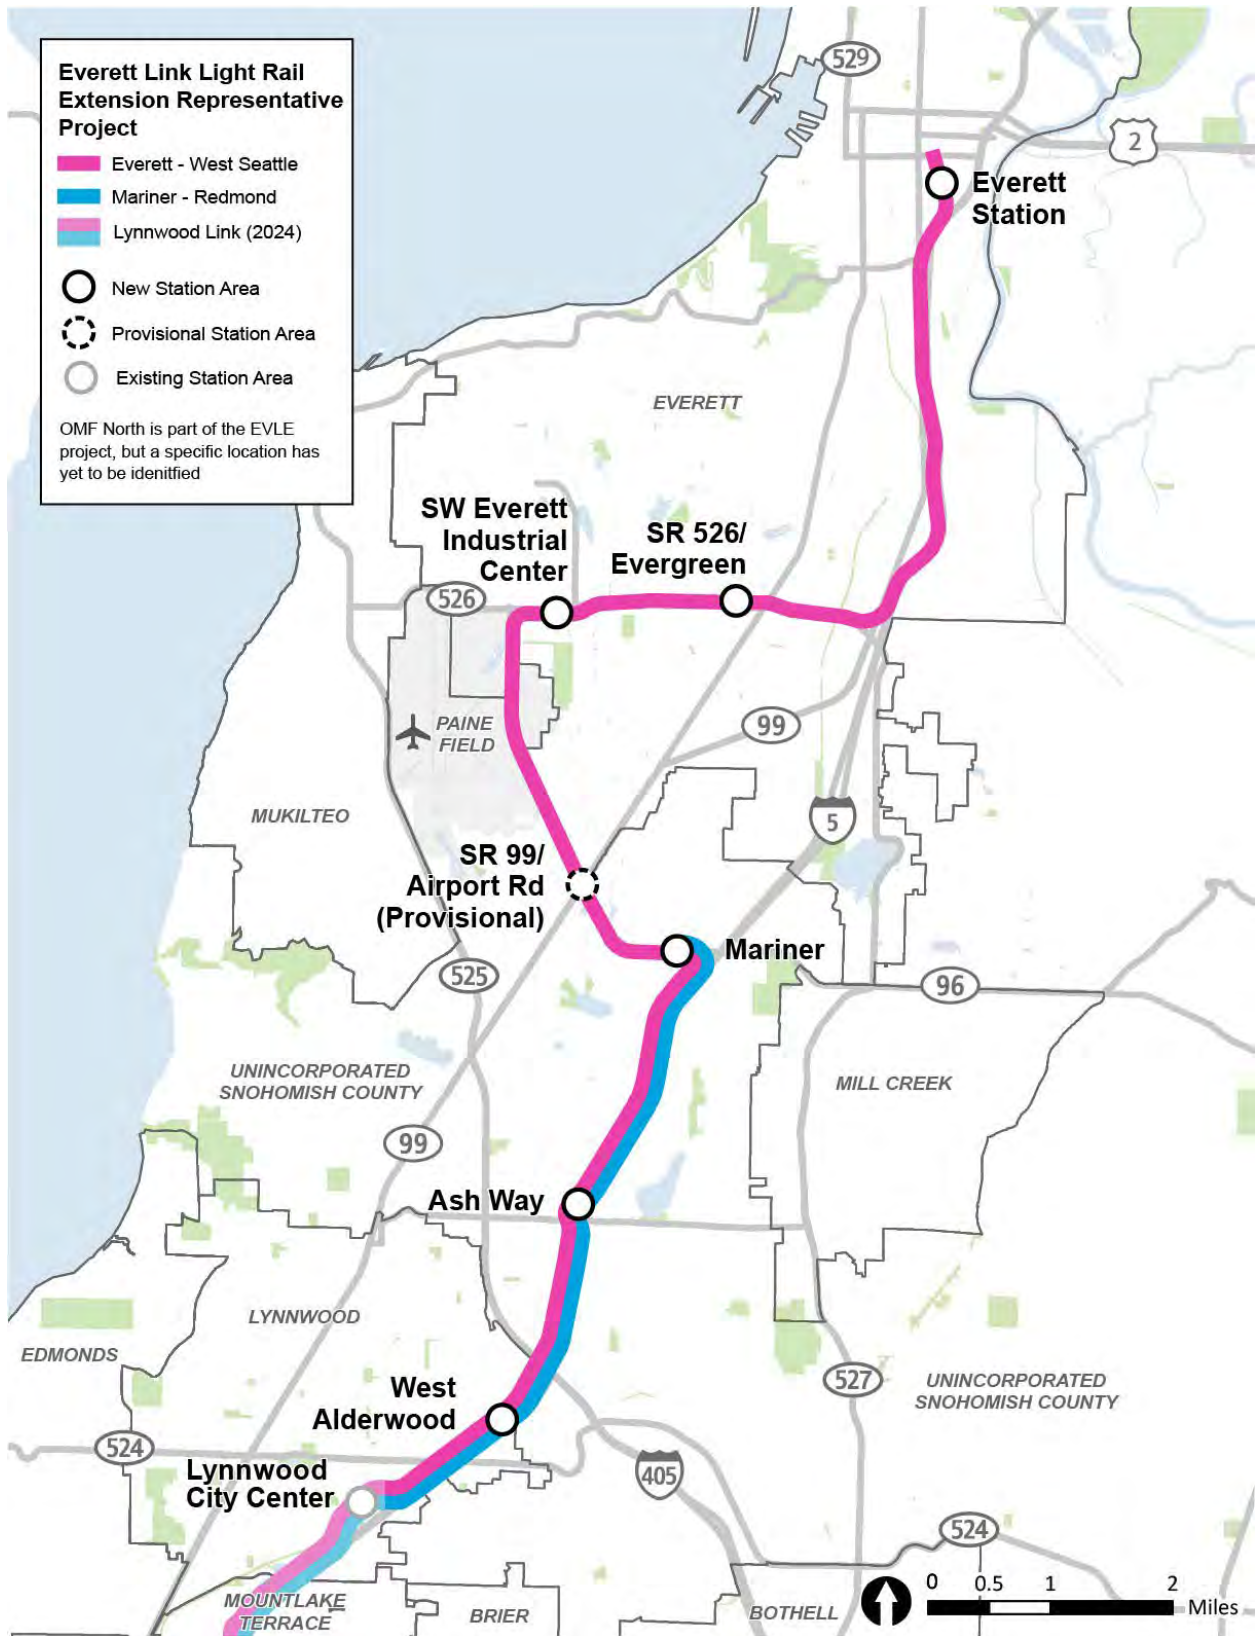 Everett Link Light Rail
Extension Representative
Project
Everett - West Seattle
Mariner - Redmond
Lynnwood Link (2024)
New Station Area
Provisional Station Area
Existing Station Area
OMF North is part of the EVLE
project, but a specific location has
yet to be idenitfied
529
2
Everett
Station
EVERETT
SW Everett
Industrial
Center
SR 526/
Evergreen
526
PAINE
FIELD
99
MUKILTEO
5
SR 99/
Airport Rd
(Provisional)
Mariner
525
96
UNINCORPORATED
SNOHOMISH COUNTY
MILL CREEK
99
Ash Way
LYNNWOOD
EDMONDS
527
UNINCORPORATED
SNOHOMISH COUNTY
West
Alderwood
524
Lynnwood
City Center
405
524
MOUNTLAKE
TERRACE
BRIER
BOTHELL
0 0.5 1 2
Miles